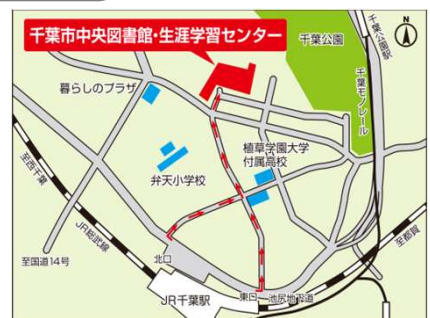 千葉市中央図書館・生涯学習センター
N
千葉公園
千葉公園駅
千葉モノレール
暮らしのプラザ
植草学園大学
付属高校
弁天小学校
至西千葉
JR総武線
至国道14号
北口
JR千葉駅
東口
池尻地下道
至都賀